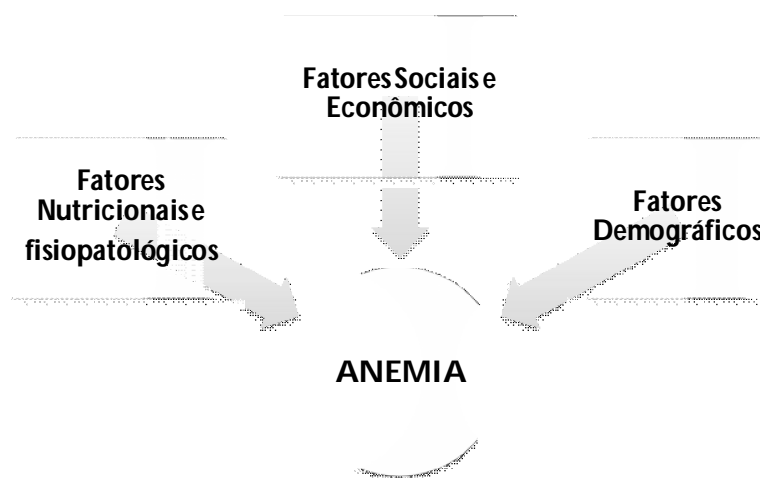 Fatores Sociais e
Econômicos
Fatores
Nutricionais e
fisiopatológicos
Fatores
Demográficos
ANEMIA